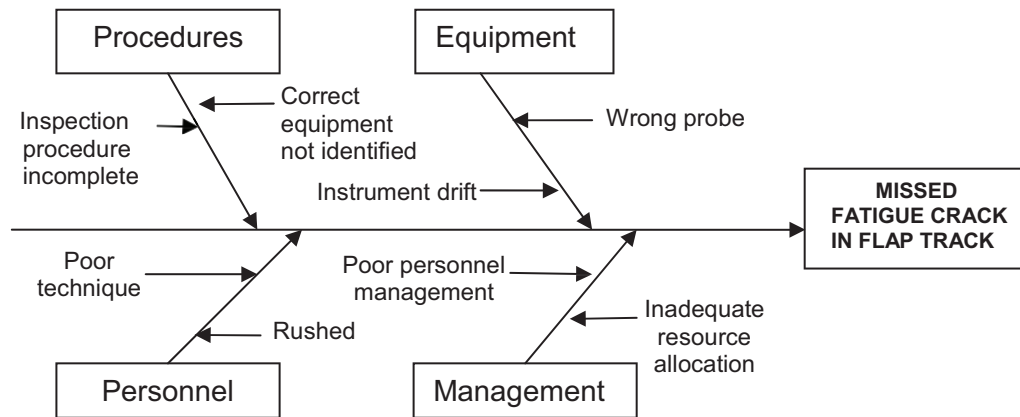 Procedures
Equipment
Correct
equipment
not identified
Inspection
procedure
incomplete
Wrong probe
Instrument drift
MISSED
FATIGUE CRACK
IN FLAP TRACK
Poor
technique
Rushed
Poor personnel
management
Inadequate
resource
allocation
Personnel
Management